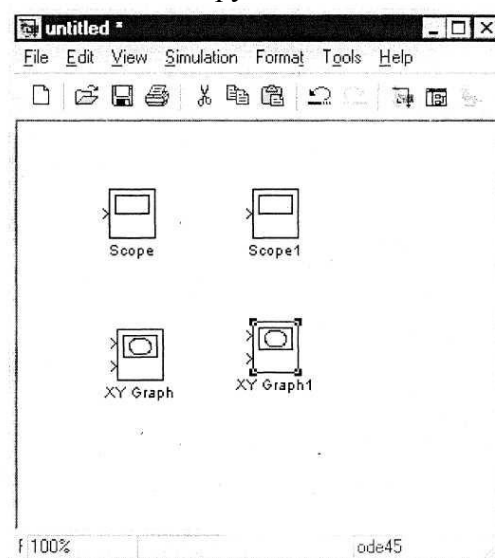 untitled *
File Edit View Simulation Format Tools Help
Scope Scope1
XY Graph XY Graph1
100% ode45